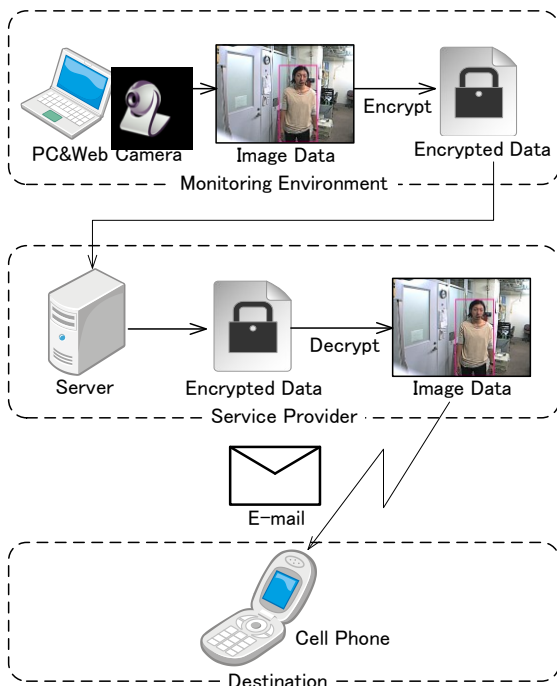 Encrypt
PC&Web Camera
Image Data
Encrypted Data
Monitoring Environment
Decrypt
Server
Encrypted Data
Image Data
Service Provider
E-mail
Cell Phone
Destination